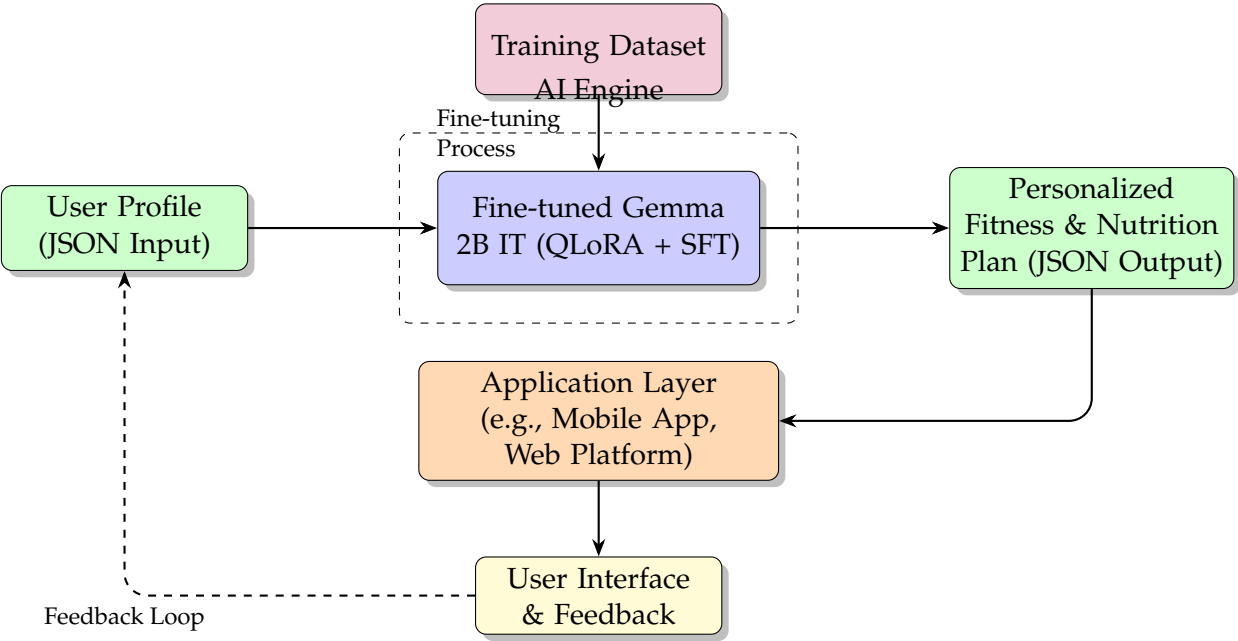 Training Dataset
AI Engine
Fine-tuning
Process
User Profile
(JSON Input)
Fine-tuned Gemma
2B IT (QLoRA + SFT)
Personalized
Fitness & Nutrition
Plan (JSON Output)
Application Layer
(e.g., Mobile App,
Web Platform)
User Interface
& Feedback
Feedback Loop